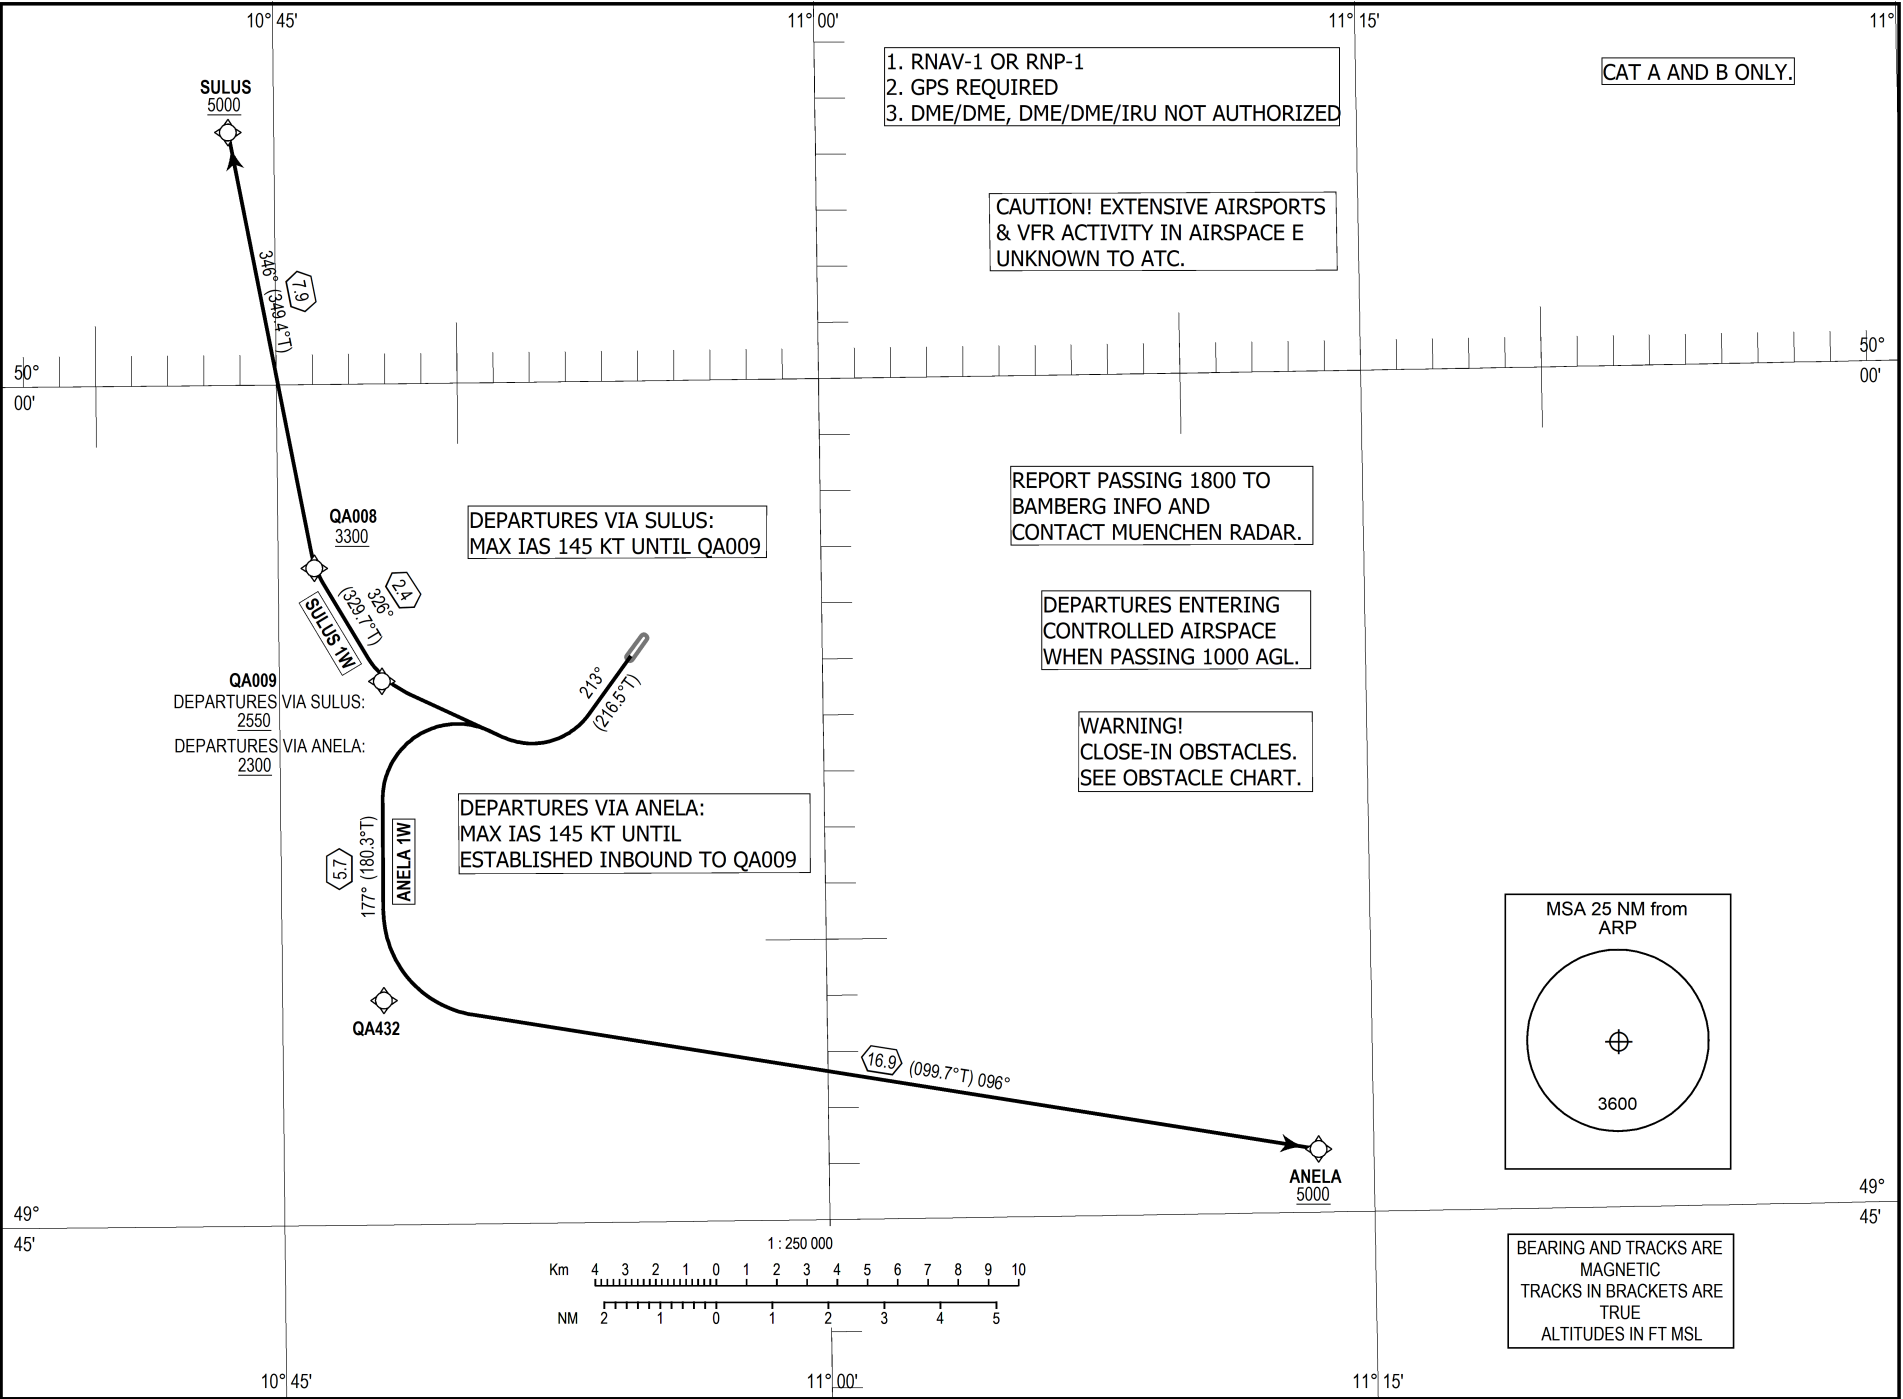 10° 45'
11° 00'
11° 15'
11°
SULUS
5000
1. RNAV-1 OR RNP-1
2. GPS REQUIRED
3. DME/DME, DME/DME/IRU NOT AUTHORIZED
CAT A AND B ONLY.
CAUTION! EXTENSIVE AIRSPORTS
& VFR ACTIVITY IN AIRSPACE E
UNKNOWN TO ATC.
346° (349.4°T)
7.9
50°
00'
50°
00'
QA008
3300
DEPARTURES VIA SULUS:
MAX IAS 145 KT UNTIL QA009
REPORT PASSING 1800 TO
BAMBERG INFO AND
CONTACT MUENCHEN RADAR.
2.4
326°
(329.7°T)
SULUS 1W
DEPARTURES ENTERING
CONTROLLED AIRSPACE
WHEN PASSING 1000 AGL.
213°
(216.5°T)
QA009
DEPARTURES VIA SULUS:
2550
DEPARTURES VIA ANELA:
2300
WARNING!
CLOSE-IN OBSTACLES.
SEE OBSTACLE CHART.
DEPARTURES VIA ANELA:
MAX IAS 145 KT UNTIL
ESTABLISHED INBOUND TO QA009
5.7
177° (180.3°T)
ANELA 1W
MSA 25 NM from
ARP
3600
QA432
16.9
(099.7°T) 096°
ANELA
5000
49°
45'
49°
45'
1 : 250 000
Km 4 3 2 1 0 1 2 3 4 5 6 7 8 9 10
NM 2 1 0 1 2 3 4 5
BEARING AND TRACKS ARE
MAGNETIC
TRACKS IN BRACKETS ARE
TRUE
ALTITUDES IN FT MSL
10° 45'
11° 00'
11° 15'